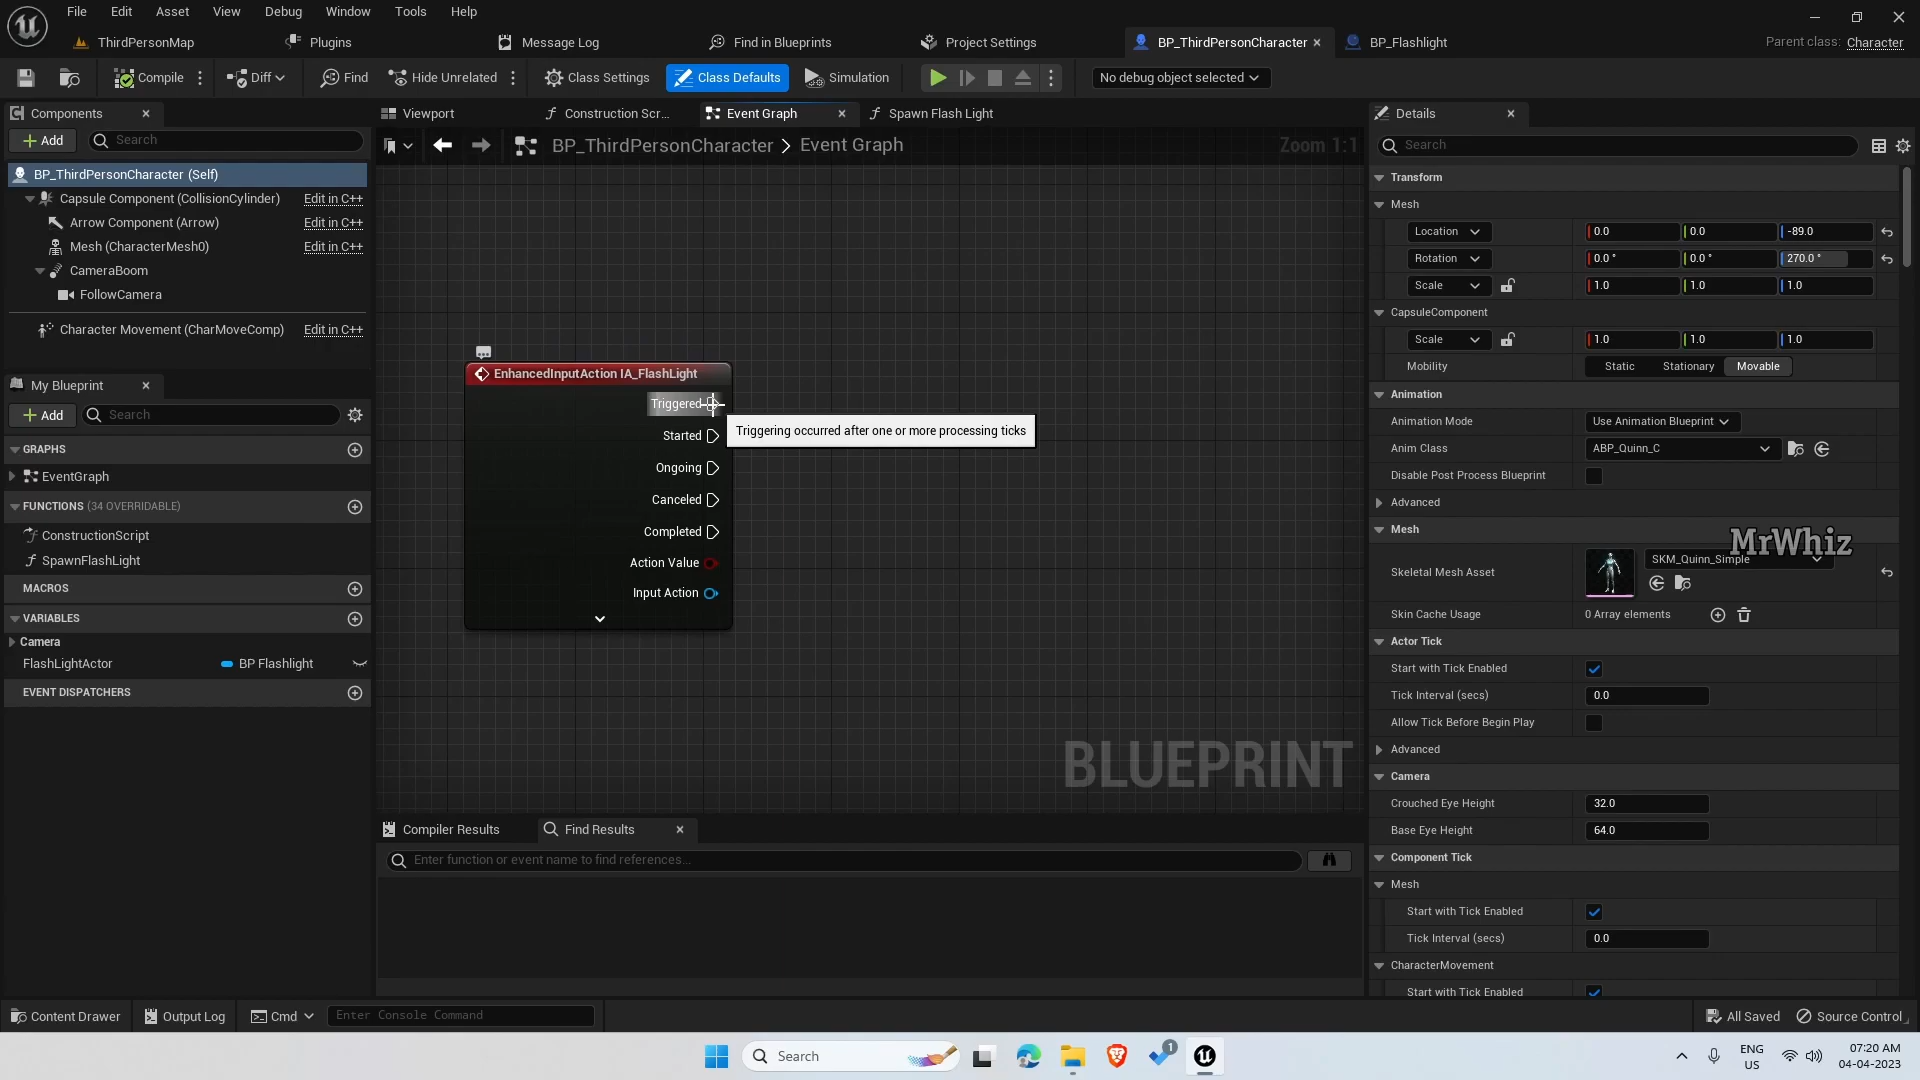 File Edit Asset View Debug Window Tools Help
ThirdPersonMap Plugins Message Log Find in Blueprints Project Settings BP_ThirdPersonCharacter BP_Flashlight Parent class: Character
Compile Diff Find Hide Unrelated Class Settings Class Defaults Simulation No debug object selected
Components
Add Search
BP_ThirdPersonCharacter (Self)
Capsule Component (CollisionCylinder) Edit in C++
Arrow Component (Arrow) Edit in C++
Mesh (CharacterMesh0) Edit in C++
CameraBoom
FollowCamera
Character Movement (CharMoveComp) Edit in C++
My Blueprint
Add Search
GRAPHS
EventGraph
FUNCTIONS (34 OVERRIDABLE)
ConstructionScript
SpawnFlashLight
MACROS
VARIABLES
Camera
FlashLightActor BP Flashlight
EVENT DISPATCHERS
Viewport Construction Scr... Event Graph Spawn Flash Light
BP_ThirdPersonCharacter > Event Graph Zoom 1:1
EnhancedInputAction IA_FlashLight
Triggered
Triggering occurred after one or more processing ticks
Started
Ongoing
Canceled
Completed
Action Value
Input Action
BLUEPRINT
Compiler Results Find Results
Enter function or event name to find references...
Details
Search
Transform
Mesh
Location 0.0 0.0 -89.0
Rotation 0.0 ° 0.0 ° 270.0 °
Scale 1.0 1.0 1.0
CapsuleComponent
Scale 1.0 1.0 1.0
Mobility Static Stationary Movable
Animation
Animation Mode Use Animation Blueprint
Anim Class ABP_Quinn_C
Disable Post Process Blueprint
Advanced
Mesh
MrWhiz
Skeletal Mesh Asset SKM_Quinn_Simple
Skin Cache Usage 0 Array elements
Actor Tick
Start with Tick Enabled
Tick Interval (secs) 0.0
Allow Tick Before Begin Play
Advanced
Camera
Crouched Eye Height 32.0
Base Eye Height 64.0
Component Tick
Mesh
Start with Tick Enabled
Tick Interval (secs) 0.0
CharacterMovement
Start with Tick Enabled
Content Drawer Output Log Cmd Enter Console Command All Saved Source Control
Search 1 ENG US 07:20 AM 04-04-2023